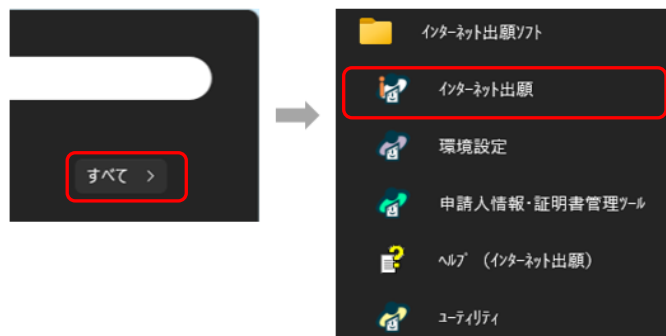 すべて >
インターネット出願ソフト
インターネット出願
環境設定
申請人情報・証明書管理ツール
ヘルプ (インターネット出願)
ユーティリティ